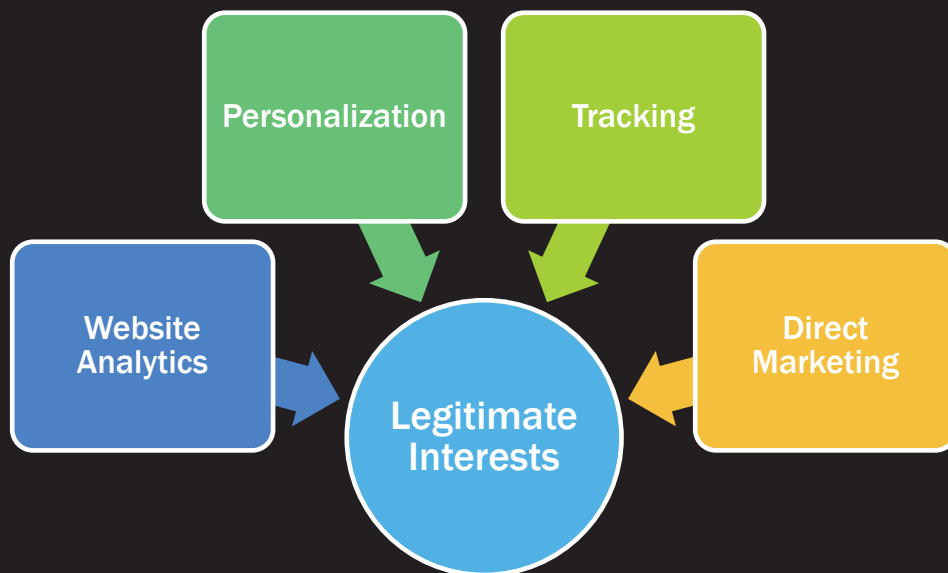 Personalization
Tracking
Website
Analytics
Direct
Marketing
Legitimate
Interests